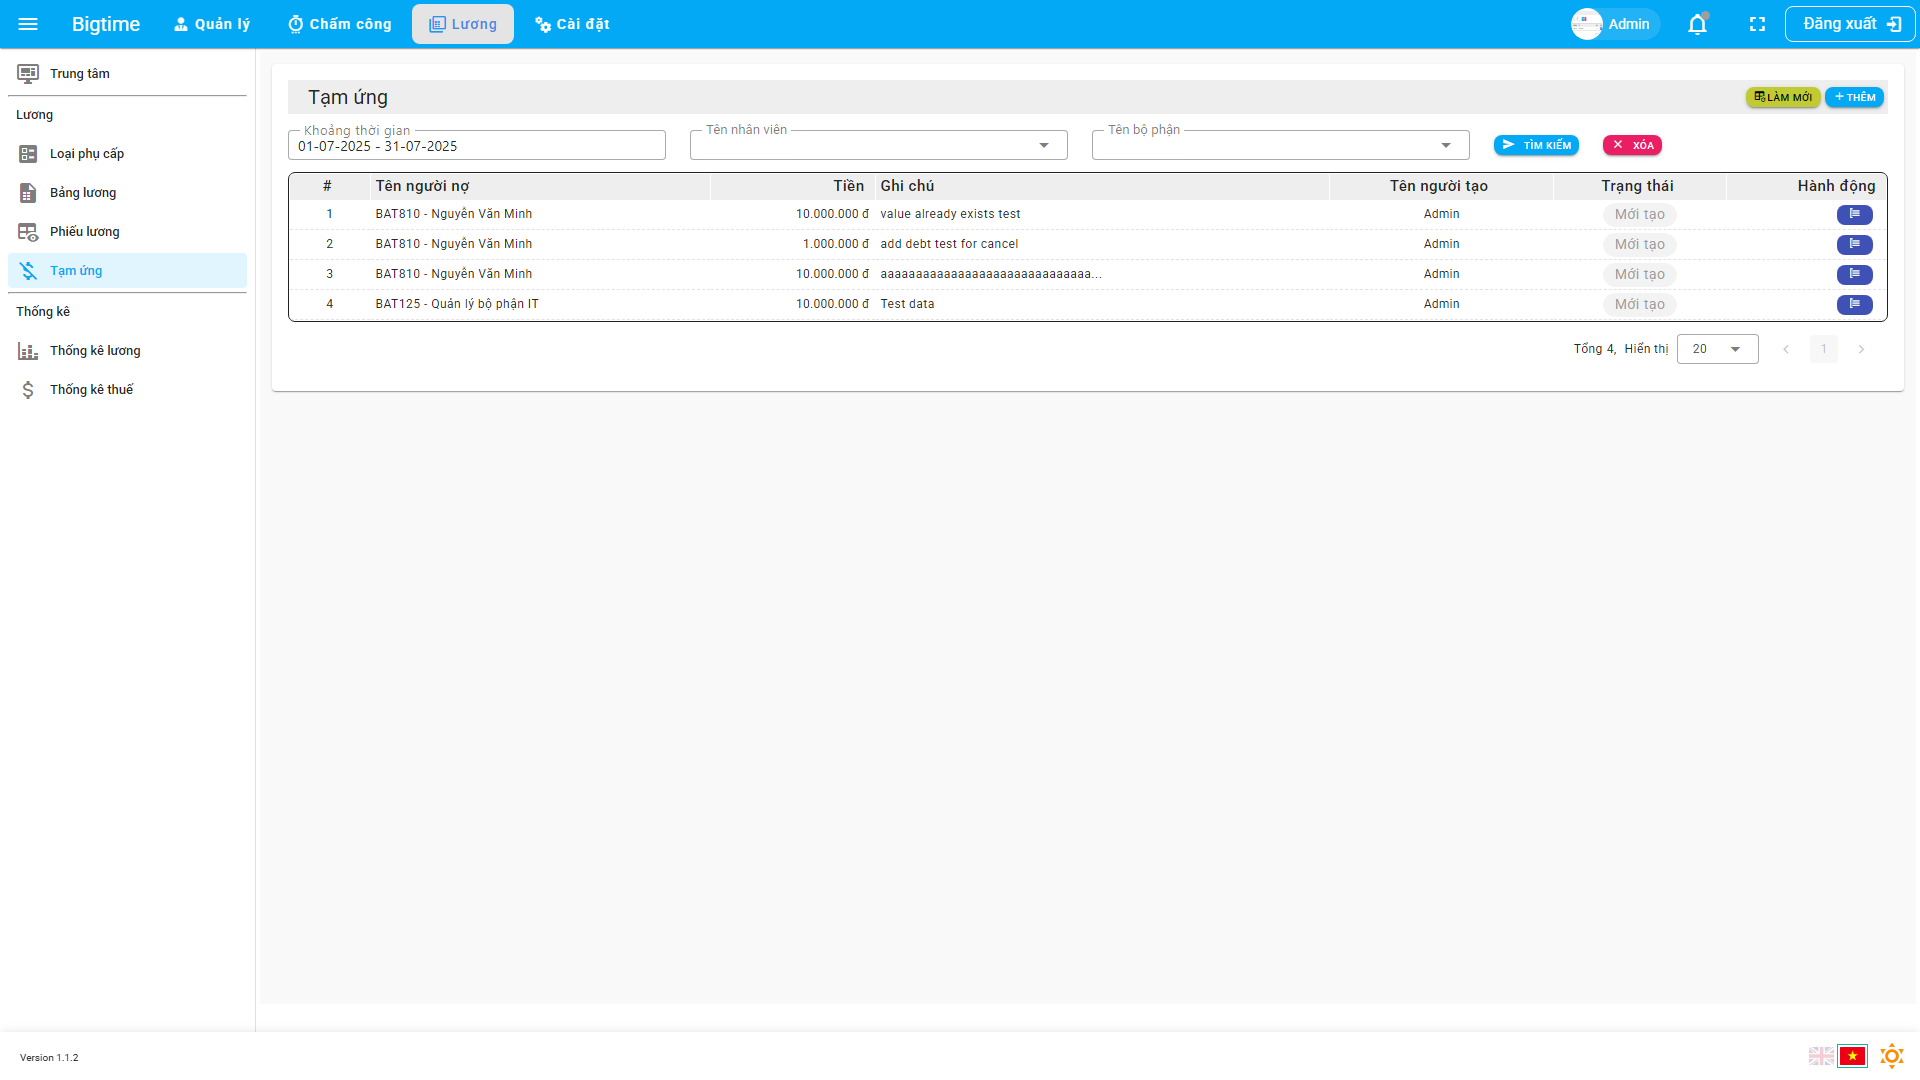 Bigtime Quản lý Chấm công Lương Cài đặt Admin Đăng xuất
Trung tâm
Lương
Loại phụ cấp
Bảng lương
Phiếu lương
Tạm ứng
Thống kê
Thống kê lương
Thống kê thuế
Tạm ứng LÀM MỚI THÊM
Khoảng thời gian Tên nhân viên Tên bộ phận
01-07-2025 - 31-07-2025 TÌM KIẾM XÓA
# Tên người nợ Tiền Ghi chú Tên người tạo Trạng thái Hành động
1 BAT810 - Nguyễn Văn Minh 10.000.000 đ value already exists test Admin Mới tạo
2 BAT810 - Nguyễn Văn Minh 1.000.000 đ add debt test for cancel Admin Mới tạo
3 BAT810 - Nguyễn Văn Minh 10.000.000 đ aaaaaaaaaaaaaaaaaaaaaaaaaaaaaa... Admin Mới tạo
4 BAT125 - Quản lý bộ phận IT 10.000.000 đ Test data Admin Mới tạo
Tổng 4, Hiển thị 20 1
Version 1.1.2